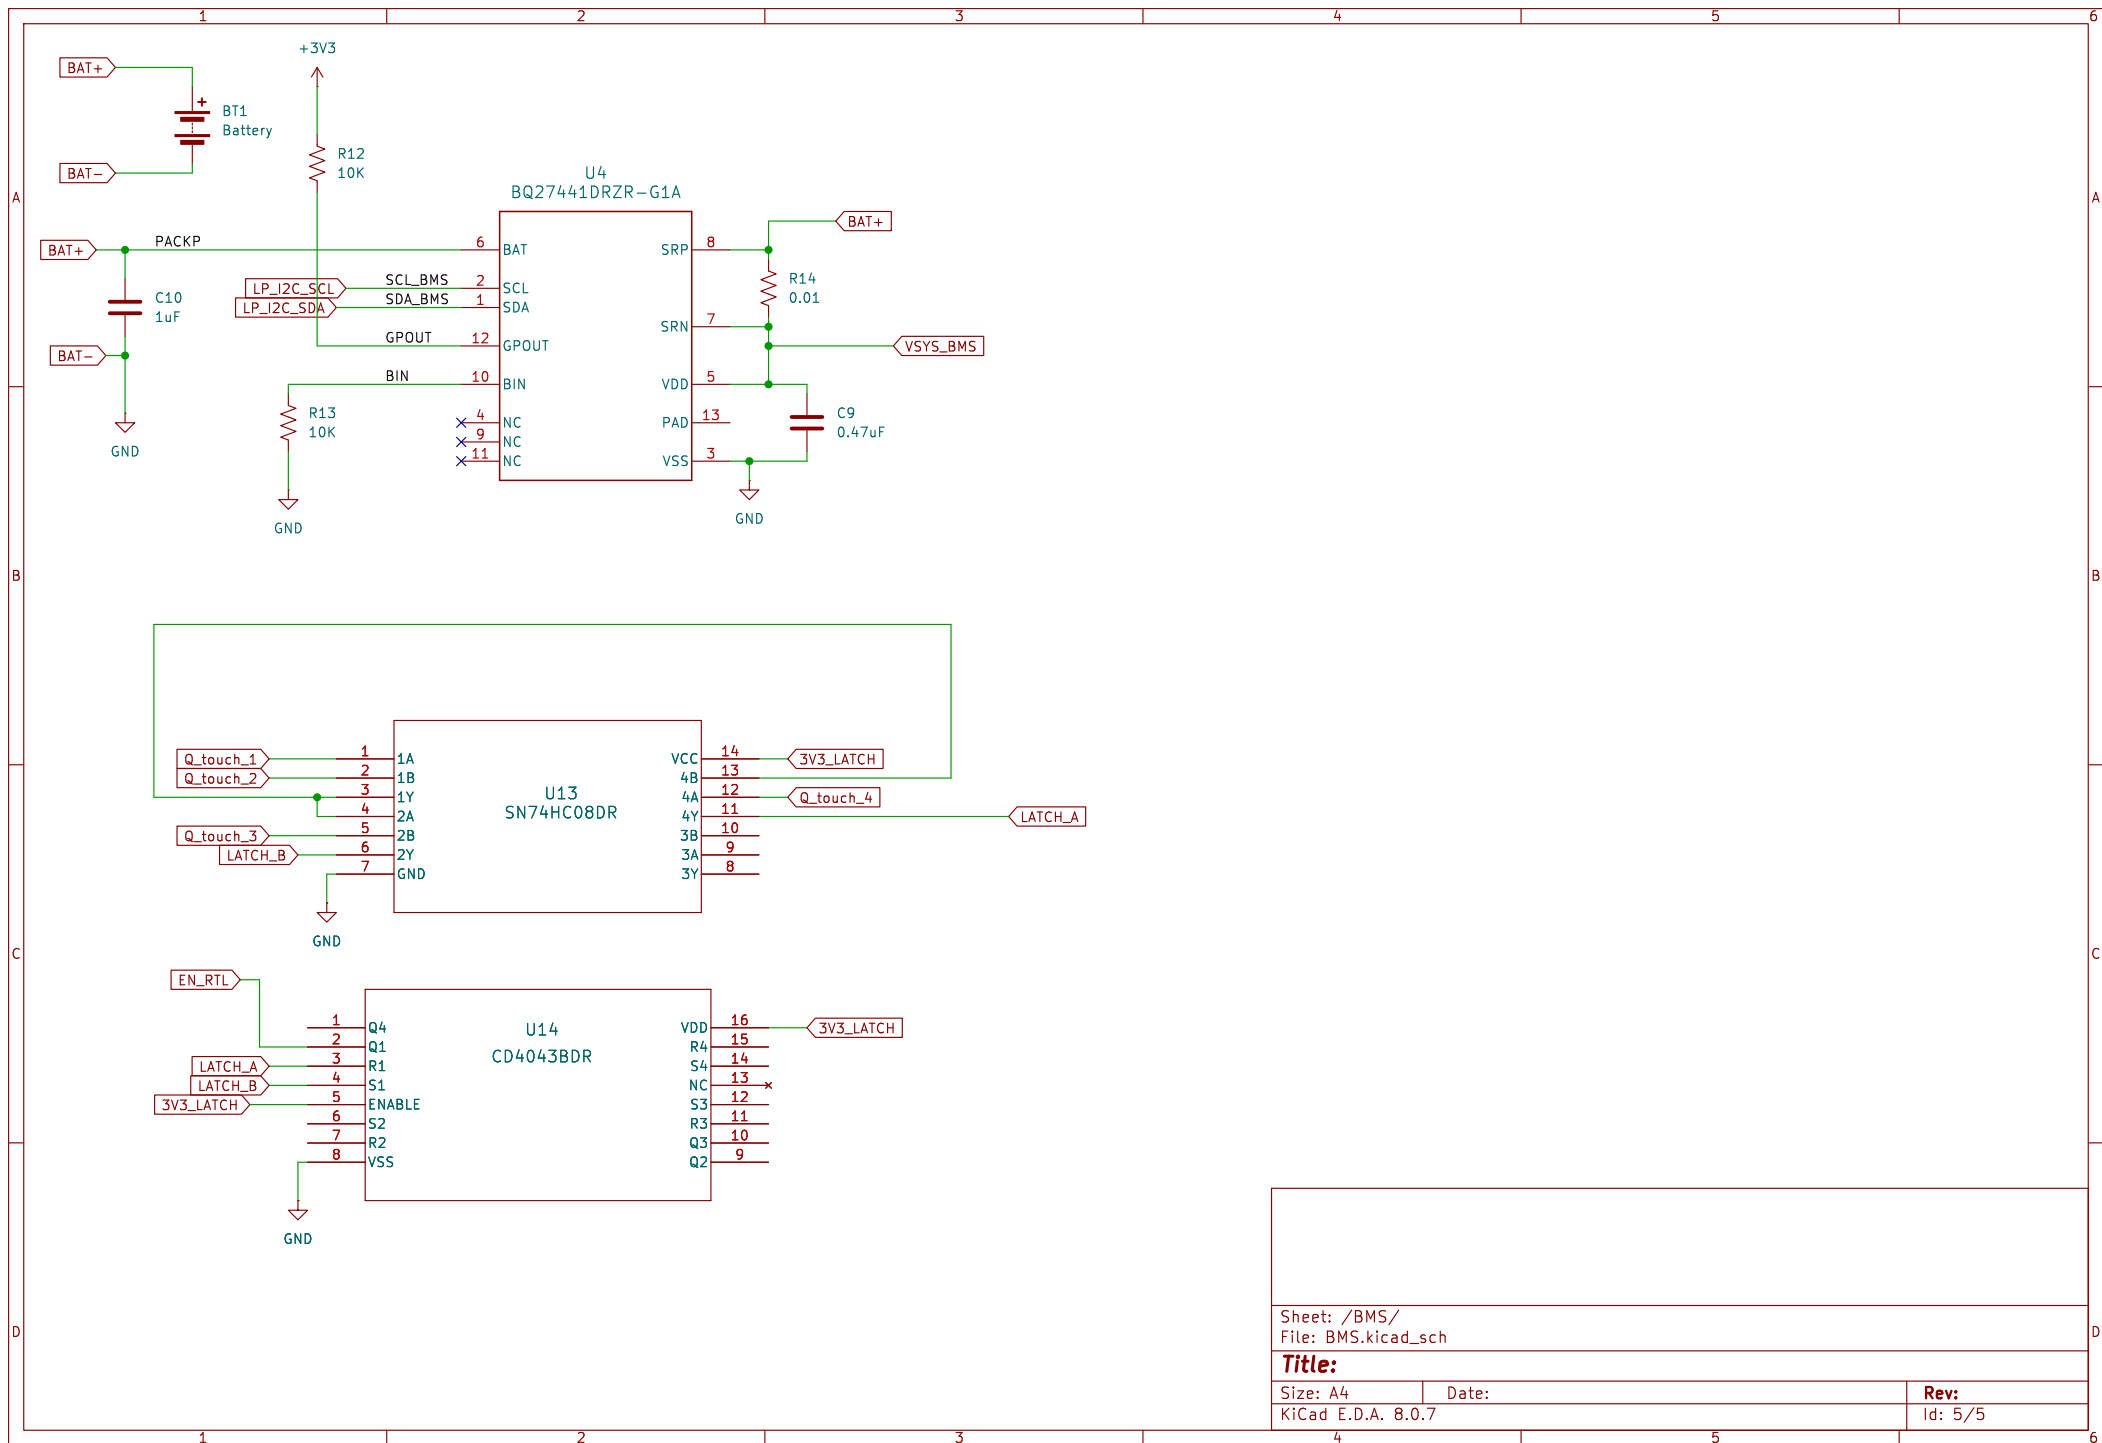 1 2 3 4 5 6
A
B
C
D
A
B
C
D
1 2 3 4 5 6
BAT+
BAT-
+
BT1
Battery
+3V3
R12
10K
U4
BQ27441DRZR-G1A
BAT+
PACKP
C10
1uF
BAT-
GND
LP_I2C_SCL
SCL_BMS
LP_I2C_SDA
SDA_BMS
GPOUT
BIN
R13
10K
GND
6 BAT
2 SCL
1 SDA
12 GPOUT
10 BIN
4 NC
9 NC
11 NC
SRP 8
SRN 7
VDD 5
PAD 13
VSS 3
BAT+
R14
0.01
VSYS_BMS
C9
0.47uF
GND
U13
SN74HC08DR
Q_touch_1 1 1A
Q_touch_2 2 1B
3 1Y
4 2A
Q_touch_3 5 2B
LATCH_B 6 2Y
7 GND
GND
VCC 14 3V3_LATCH
4B 13
4A 12 Q_touch_4
4Y 11 LATCH_A
3B 10
3A 9
3Y 8
EN_RTL
U14
CD4043BDR
1 Q4
2 Q1
LATCH_A 3 R1
LATCH_B 4 S1
3V3_LATCH 5 ENABLE
6 S2
7 R2
8 VSS
GND
VDD 16 3V3_LATCH
R4 15
S4 14
NC 13
S3 12
R3 11
Q3 10
Q2 9
Sheet: /BMS/
File: BMS.kicad_sch
Title:
Size: A4 Date: Rev:
KiCad E.D.A. 8.0.7 Id: 5/5